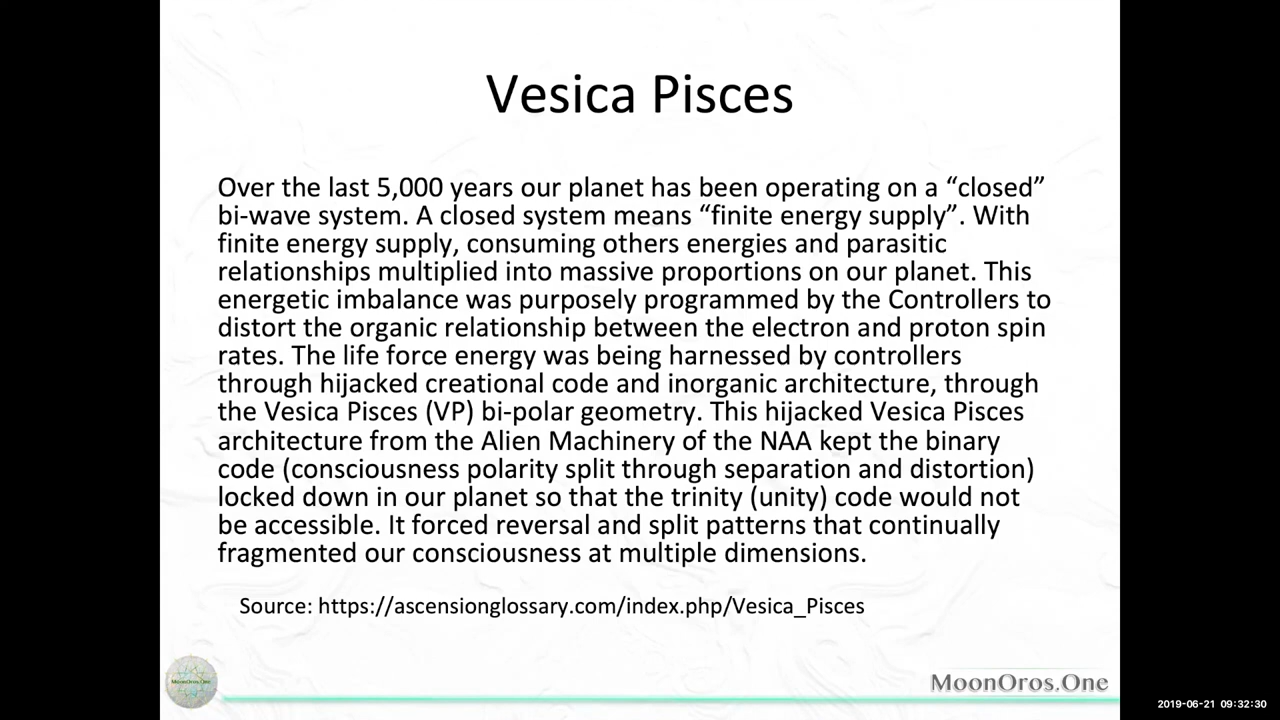 Vesica Pisces
Over the last 5,000 years our planet has been operating on a “closed”
bi-wave system. A closed system means “finite energy supply”. With
finite energy supply, consuming others energies and parasitic
relationships multiplied into massive proportions on our planet. This
energetic imbalance was purposely programmed by the Controllers to
distort the organic relationship between the electron and proton spin
rates. The life force energy was being harnessed by controllers
through hijacked creational code and inorganic architecture, through
the Vesica Pisces (VP) bi-polar geometry. This hijacked Vesica Pisces
architecture from the Alien Machinery of the NAA kept the binary
code (consciousness polarity split through separation and distortion)
locked down in our planet so that the trinity (unity) code would not
be accessible. It forced reversal and split patterns that continually
fragmented our consciousness at multiple dimensions.
Source: https://ascensionglossary.com/index.php/Vesica_Pisces
MoonOros.One
MoonOros.One
2019-06-21 09:32:30